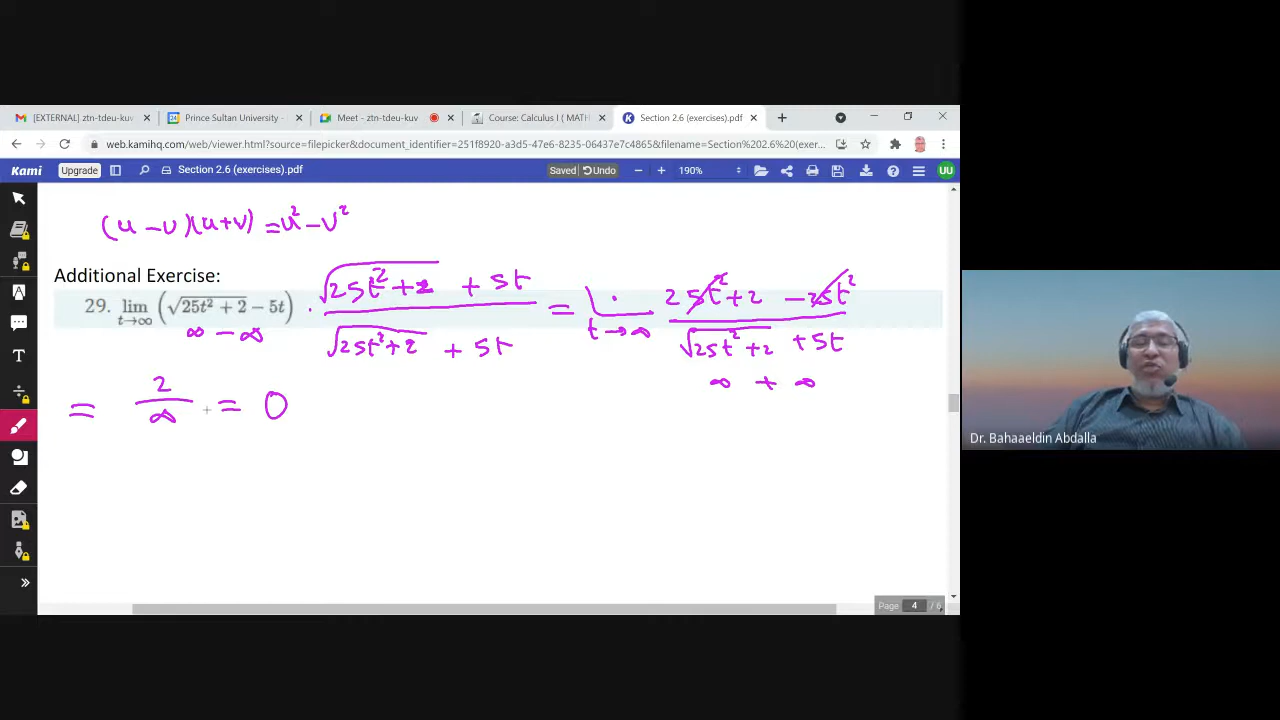 [EXTERNAL] ztn-tdeu-kuv
Prince Sultan University -
Meet - ztn-tdeu-kuv
Course: Calculus I ( MATH
Section 2.6 (exercises).pdf
web.kamihq.com/web/viewer.html?source=filepicker&document_identifier=251f8920-a3d5-47e6-8235-06437e7c4865&filename=Section%202.6%20(exer...
Kami
Upgrade
Section 2.6 (exercises).pdf
Saved
Undo
190%
UU
(u - v)(u+v) = u² - v²
Additional Exercise:
29. lim t→∞ (√25t² + 2 - 5t) · √25t²+2 + 5t / √25t²+2 + 5t = lim t→∞ 25t²+2 - 25t² / √25t²+2 + 5t
∞ - ∞
∞ + ∞
= 2/∞ = 0
Dr. Bahaaeldin Abdalla
Page 4 / 6